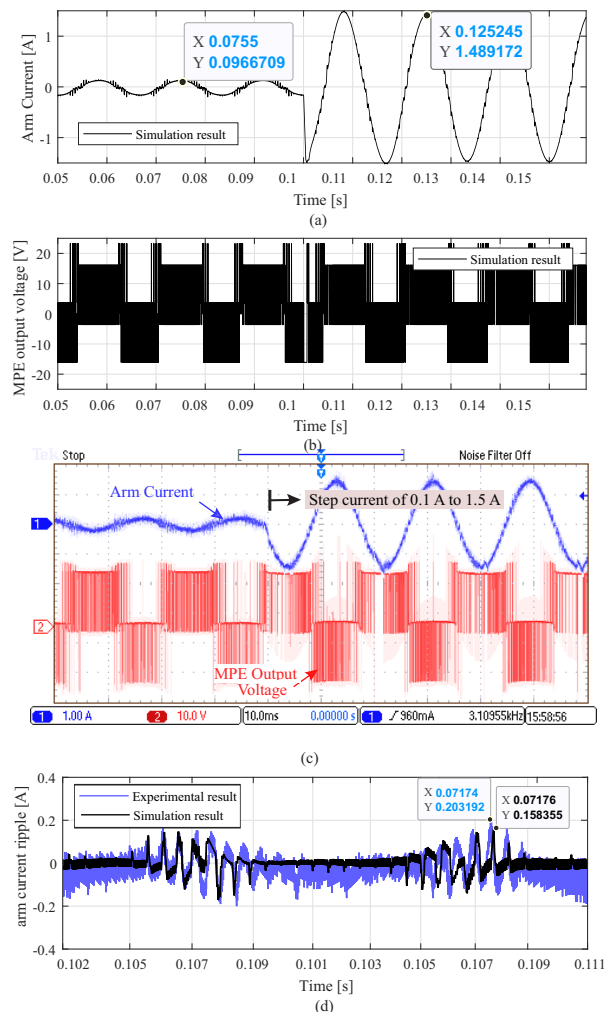 Arm Current [A]
1
0
-1
X 0.0755
Y 0.0966709
X 0.125245
Y 1.489172
Simulation result
0.05 0.06 0.07 0.08 0.09 0.1 0.11 0.12 0.13 0.14 0.15
Time [s]
(a)
MPE output voltage [V]
20
10
0
-10
-20
Simulation result
0.05 0.06 0.07 0.08 0.09 0.1 0.11 0.12 0.13 0.14 0.15
Time [s]
(b)
Tek Stop
Noise Filter Off
Arm Current
Step current of 0.1 A to 1.5 A
1
2
MPE Output
Voltage
1 1.00 A 2 10.0 V 10.0ms 0.00000 s 1 960mA 3.10955kHz 15:58:56
(c)
arm current ripple [A]
0.4
0.2
0
-0.2
-0.4
Experimental result
Simulation result
X 0.07174
Y 0.203192
X 0.07176
Y 0.158355
0.102 0.105 0.107 0.109 0.101 0.103 0.105 0.107 0.109 0.111
Time [s]
(d)